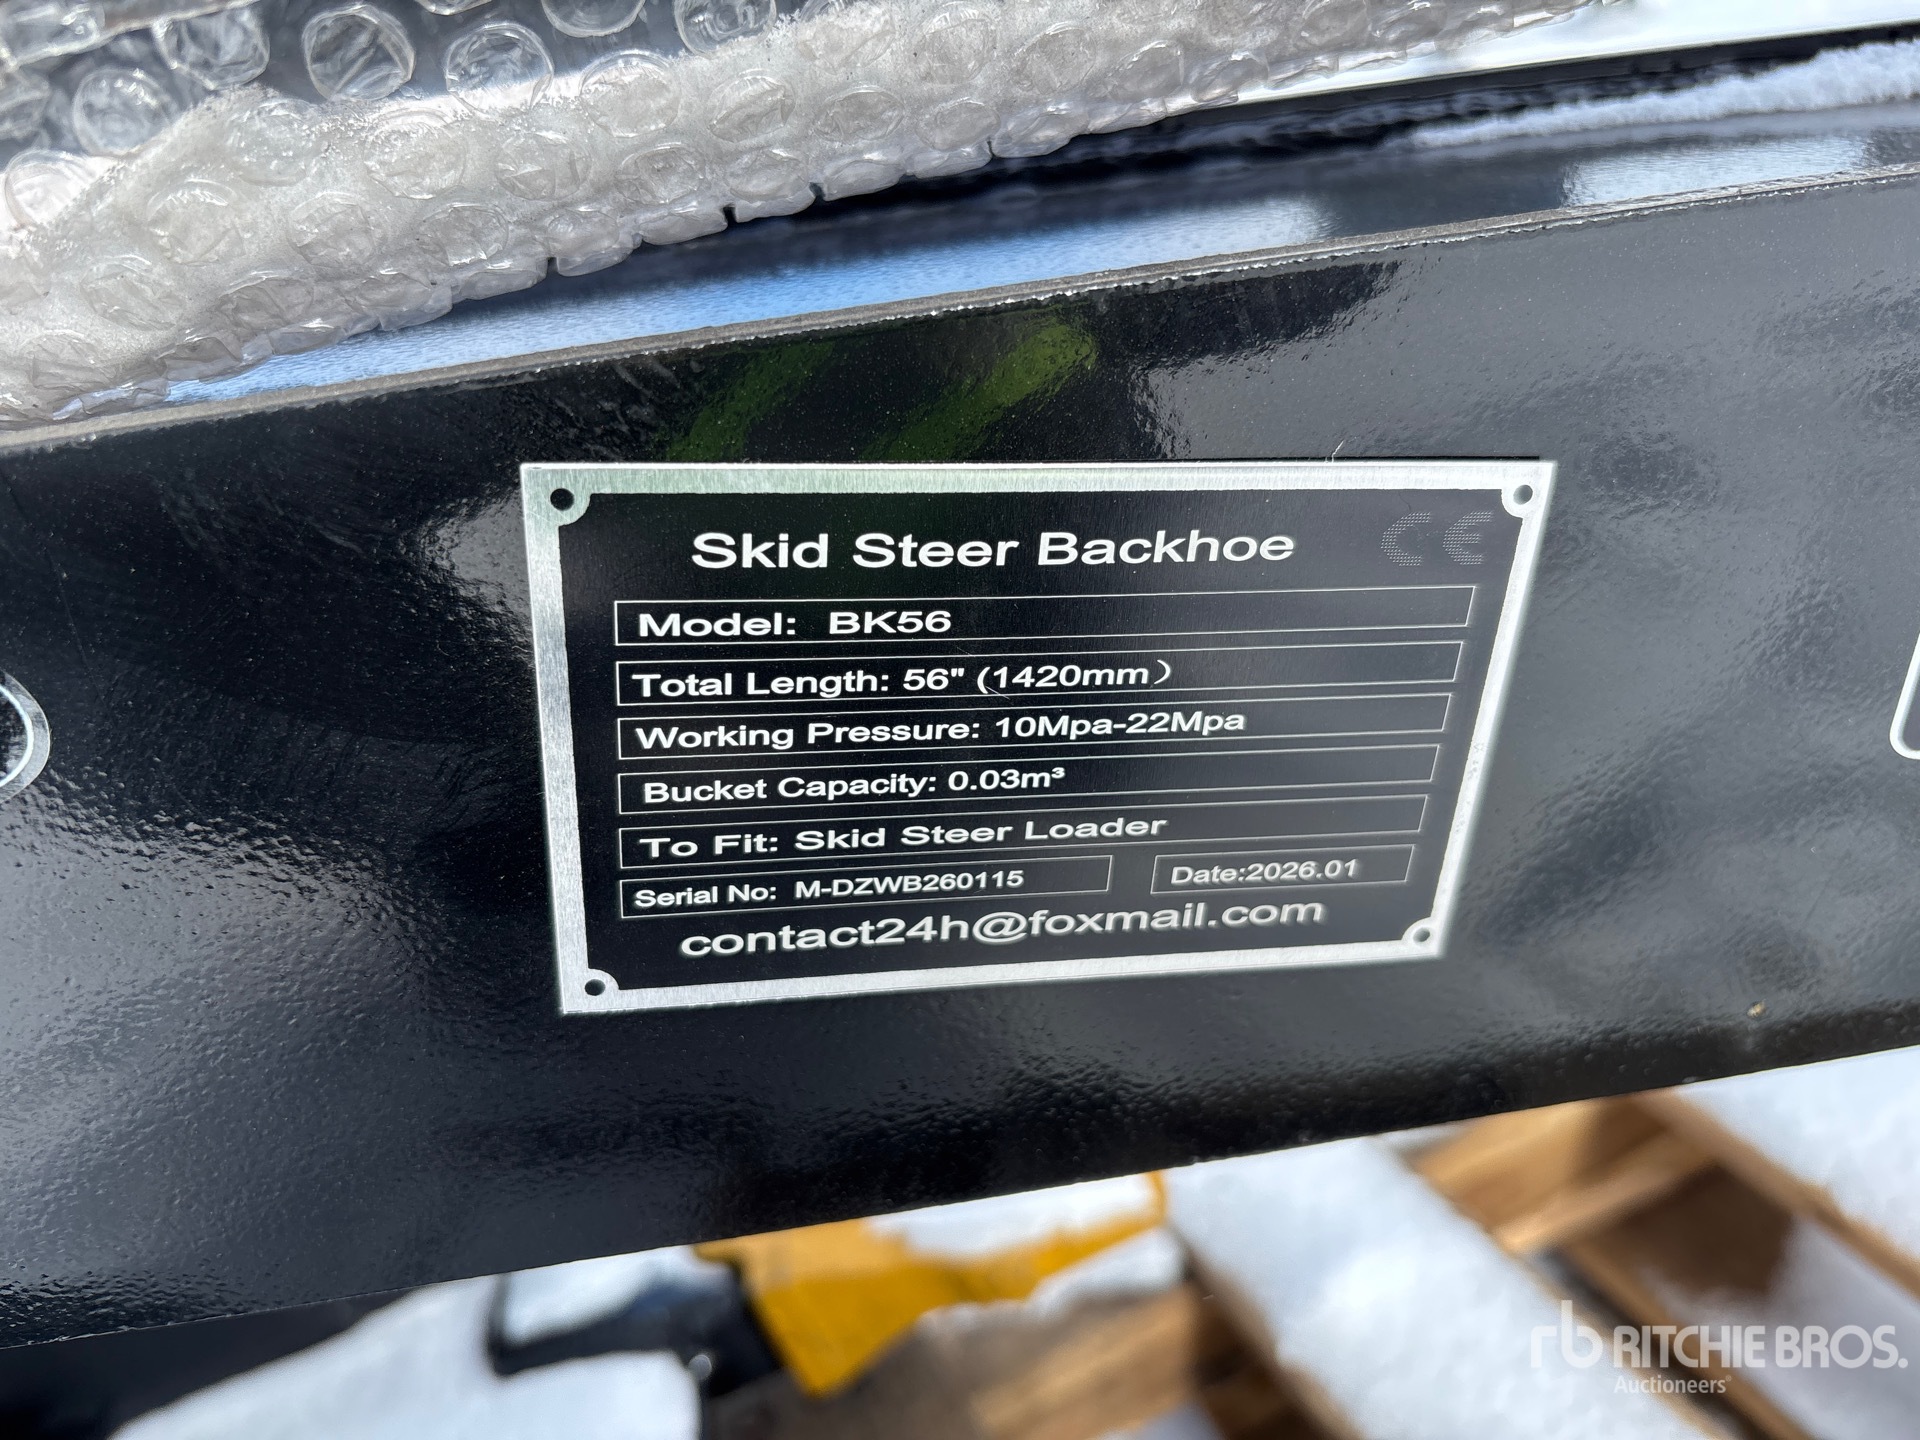 Skid Steer Backhoe CE
Model: BK56
Total Length: 56" (1420mm）
Working Pressure: 10Mpa-22Mpa
Bucket Capacity: 0.03m³
To Fit: Skid Steer Loader
Serial No: M-DZWB260115 Date:2026.01
contact24h@foxmail.com
rb RITCHIE BROS.
Auctioneers